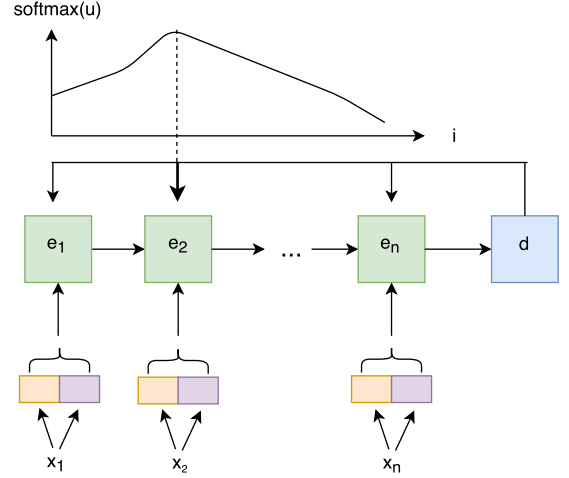 softmax(u)
i
e₁ e₂ ... eₙ d
x₁ x₂ xₙ